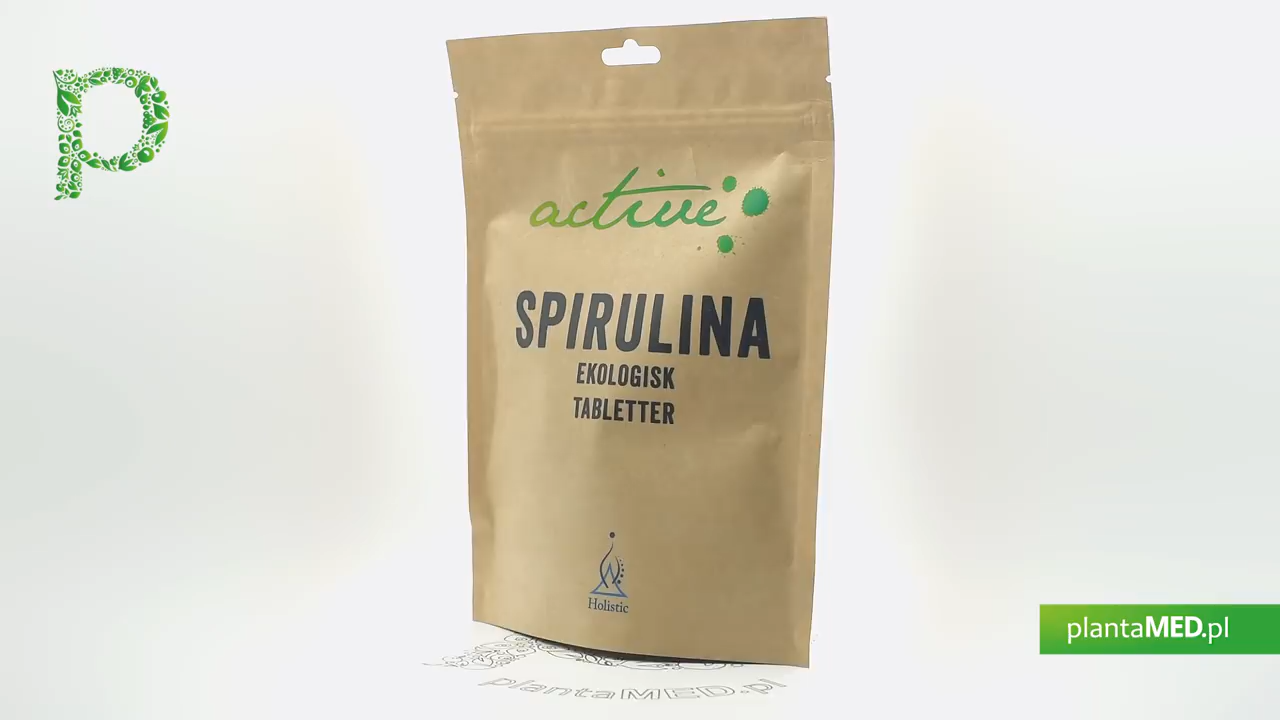 p
active
SPIRULINA
EKOLOGISK
TABLETTER
Holistic
plantaMED.pl
plantaMED.pl